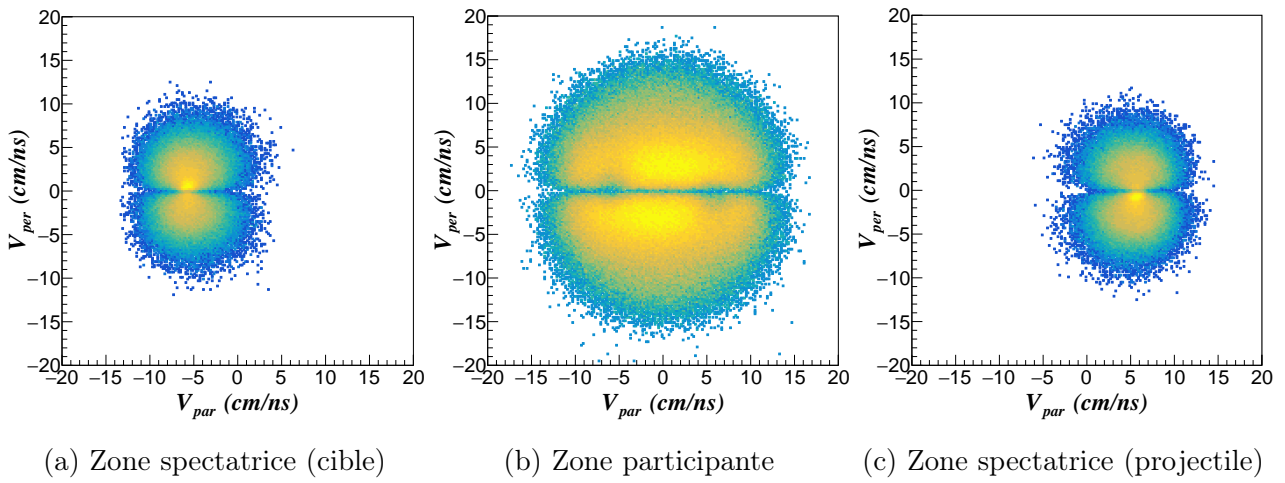 20
15
10
5
0
−5
−10
−15
−20
−20 −15 −10 −5 0 5 10 15 20
V_per (cm/ns)
V_par (cm/ns)
(a) Zone spectatrice (cible)
20
15
10
5
0
−5
−10
−15
−20
−20 −15 −10 −5 0 5 10 15 20
V_per (cm/ns)
V_par (cm/ns)
(b) Zone participante
20
15
10
5
0
−5
−10
−15
−20
−20 −15 −10 −5 0 5 10 15 20
V_per (cm/ns)
V_par (cm/ns)
(c) Zone spectatrice (projectile)